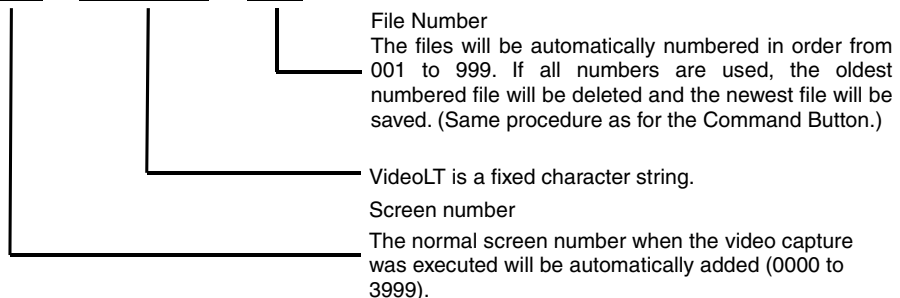 File Number
The files will be automatically numbered in order from
001 to 999. If all numbers are used, the oldest
numbered file will be deleted and the newest file will be
saved. (Same procedure as for the Command Button.)
VideoLT is a fixed character string.
Screen number
The normal screen number when the video capture
was executed will be automatically added (0000 to
3999).